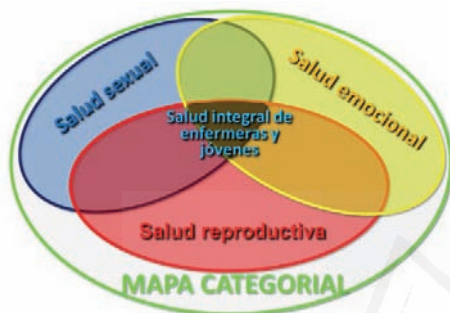 Salud sexual
Salud emocional
Salud integral de
enfermeras y
jóvenes
Salud reproductiva
MAPA CATEGORIAL